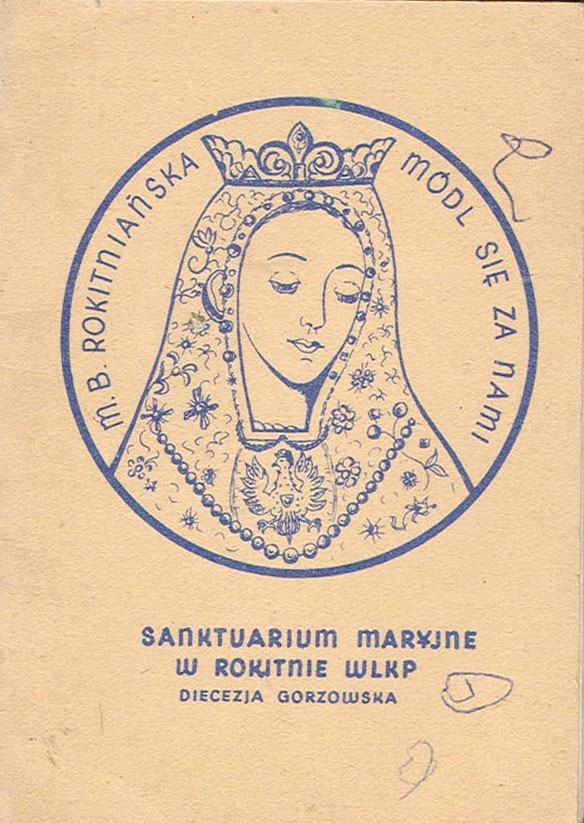 M.B. ROKITNIAŃSKA
MÓDL SIĘ ZA NAMI
SANKTUARIUM MARYJNE
W ROKITNIE WLKP
DIECEZJA GORZOWSKA